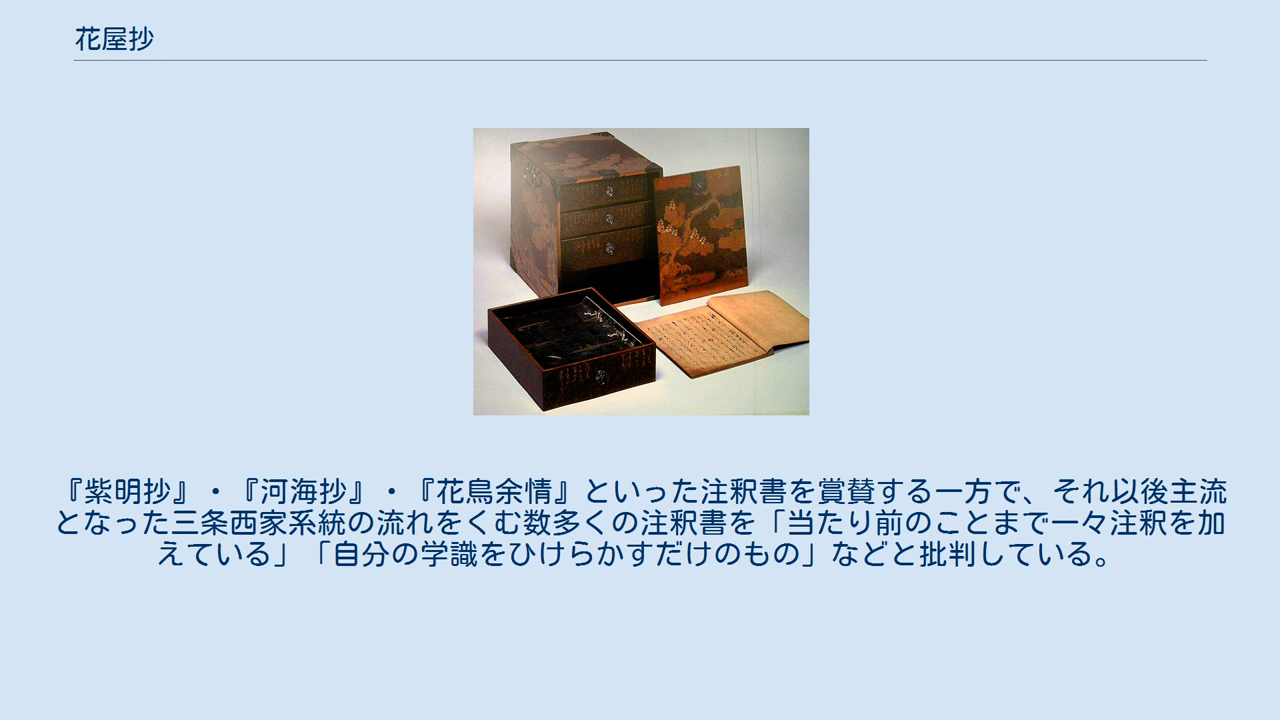 花屋抄
『紫明抄』・『河海抄』・『花鳥余情』といった注釈書を賞賛する一方で、それ以後主流
となった三条西家系統の流れをくむ数多くの注釈書を「当たり前のことまで一々注釈を加
えている」「自分の学識をひけらかすだけのもの」などと批判している。